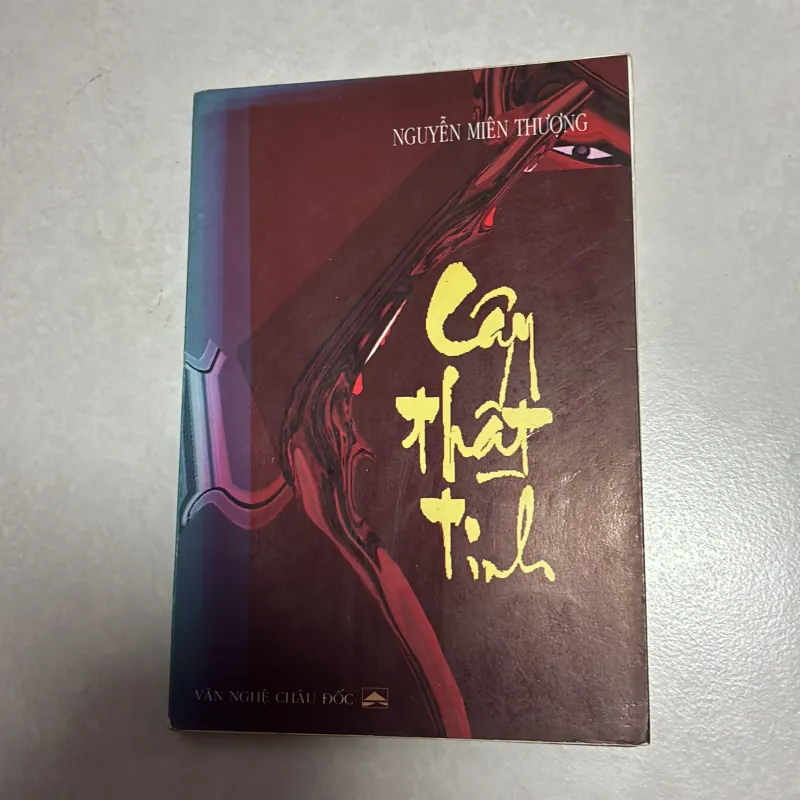 NGUYỄN MIÊN THƯỢNG
Cây
thất
tình
VĂN NGHỆ CHÂU ĐỐC